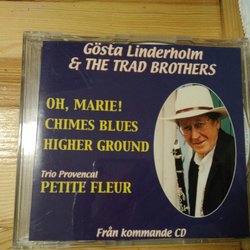 Gösta Linderholm
& THE TRAD BROTHERS
OH, MARIE!
CHIMES BLUES
HIGHER GROUND
Trio Provencal
PETITE FLEUR
Från kommande CD